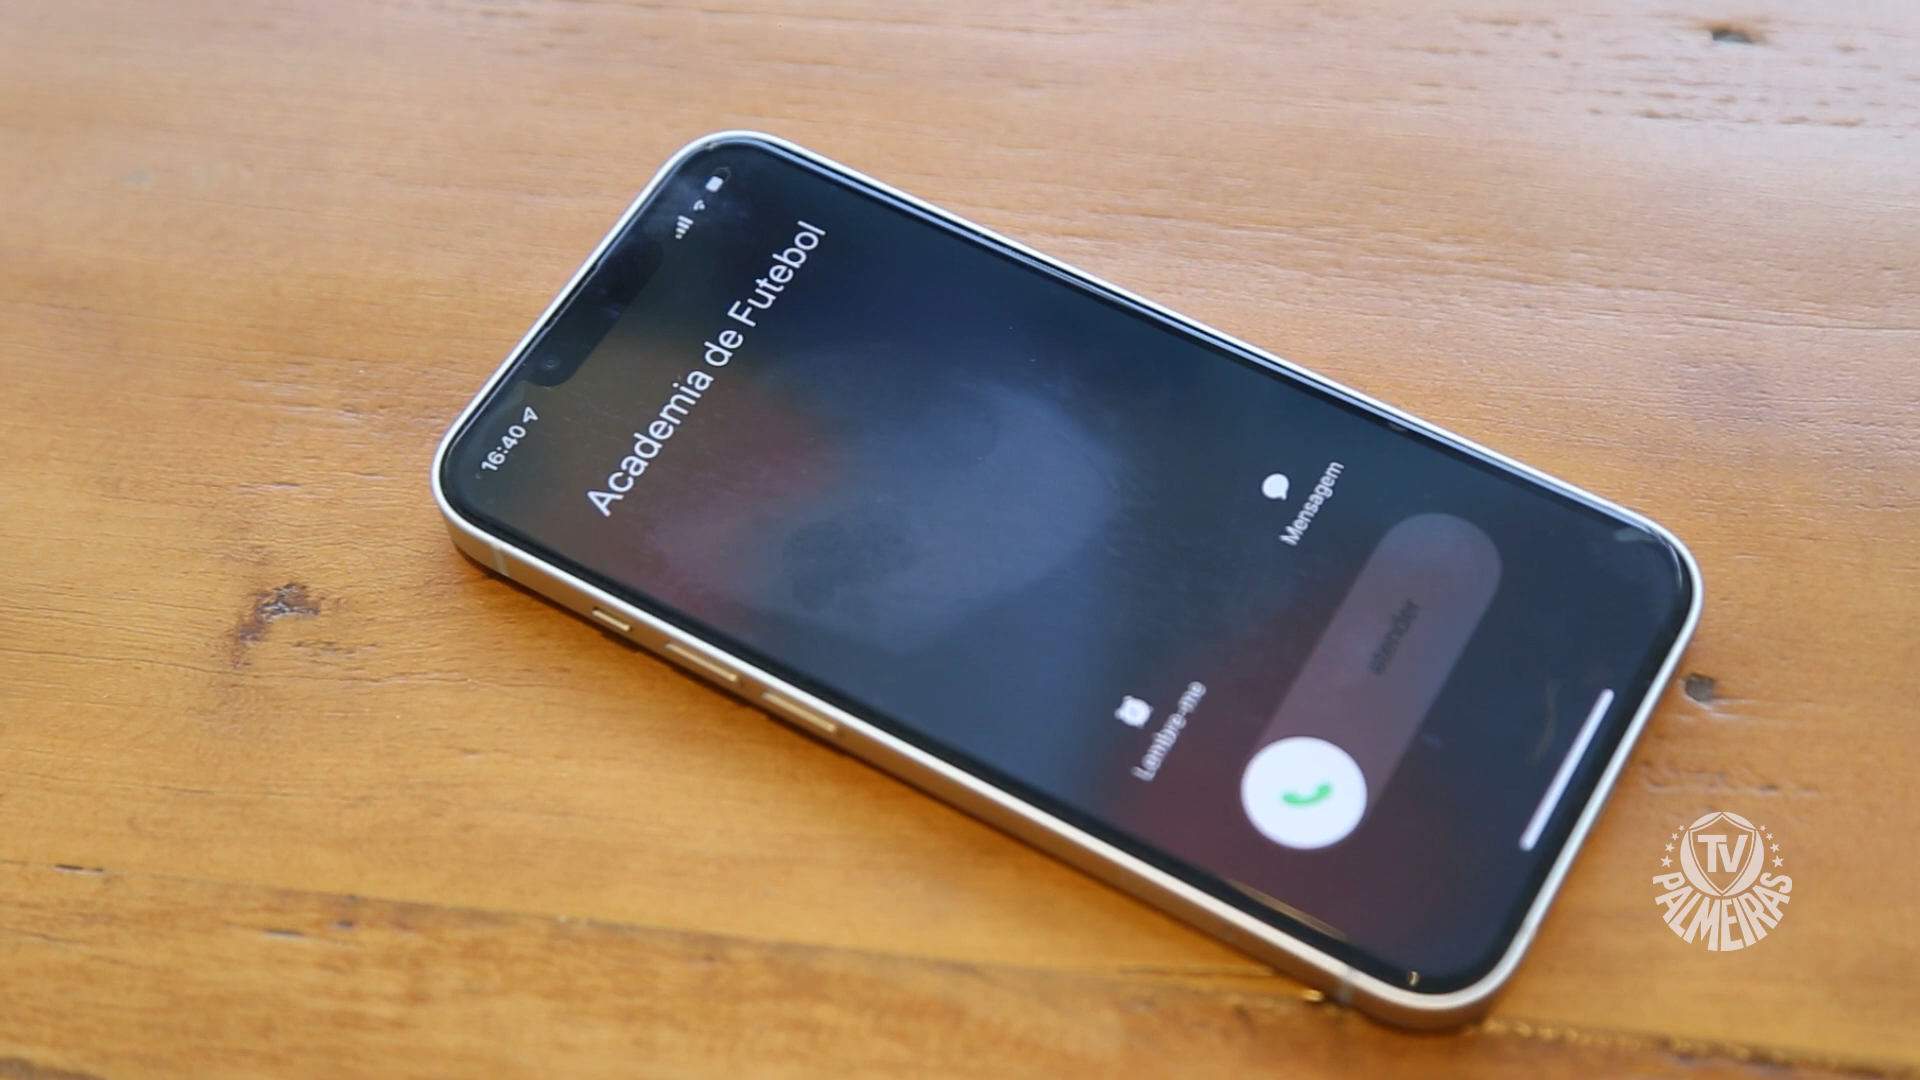 16:40
Academia de Futebol
Mensagem
Lembre-me
atender
TV
PALMEIRAS